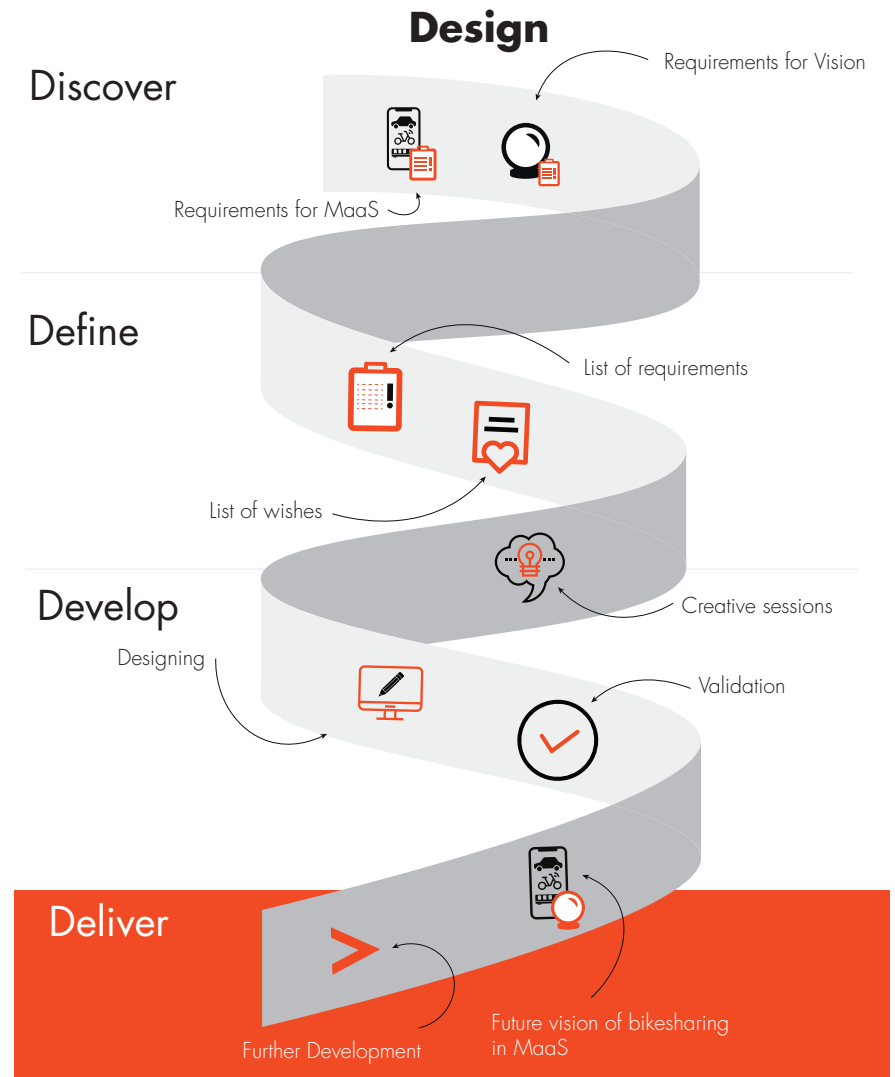 Design
Discover
Requirements for Vision
Requirements for MaaS
Define
List of requirements
List of wishes
Develop
Creative sessions
Designing
Validation
Deliver
Future vision of bikesharing
in MaaS
Further Development